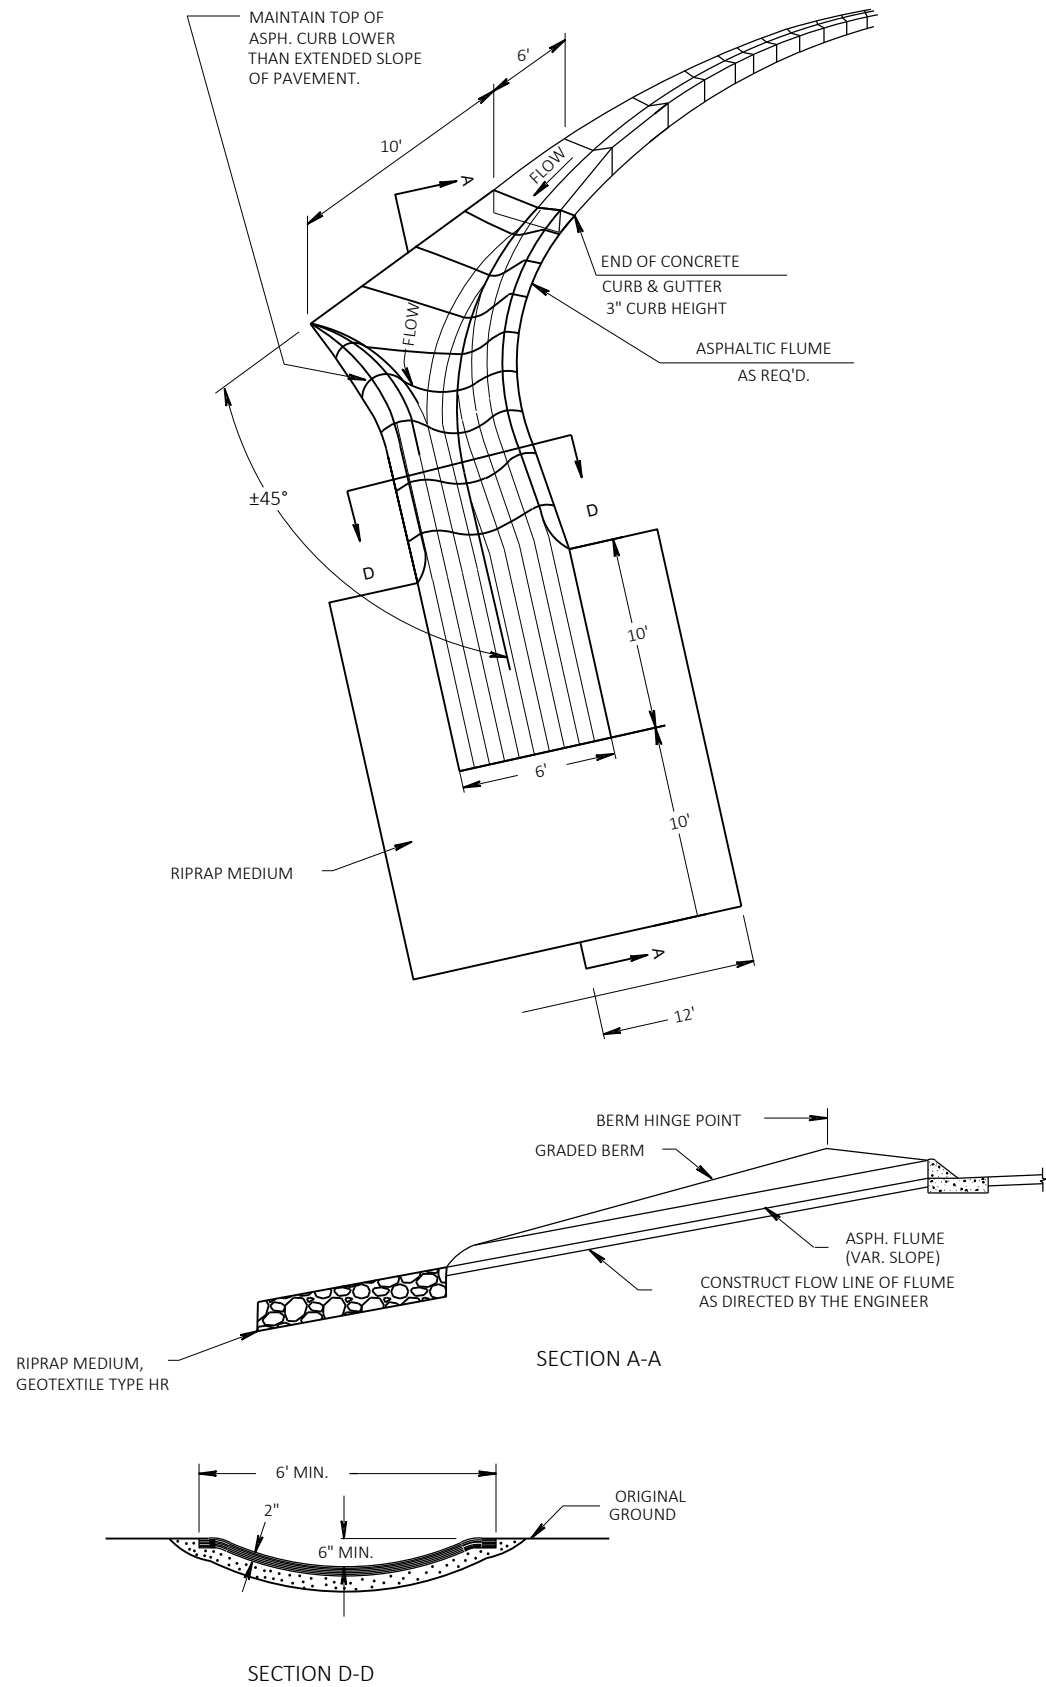 MAINTAIN TOP OF
ASPH. CURB LOWER
THAN EXTENDED SLOPE
OF PAVEMENT.
6'
10'
A
FLOW
END OF CONCRETE
CURB & GUTTER
3" CURB HEIGHT
FLOW
ASPHALTIC FLUME
AS REQ'D.
±45°
D
D
10'
6'
10'
RIPRAP MEDIUM
A
12'
BERM HINGE POINT
GRADED BERM
ASPH. FLUME
(VAR. SLOPE)
CONSTRUCT FLOW LINE OF FLUME
AS DIRECTED BY THE ENGINEER
RIPRAP MEDIUM,
GEOTEXTILE TYPE HR
SECTION A-A
6' MIN.
2"
ORIGINAL
GROUND
6" MIN.
SECTION D-D